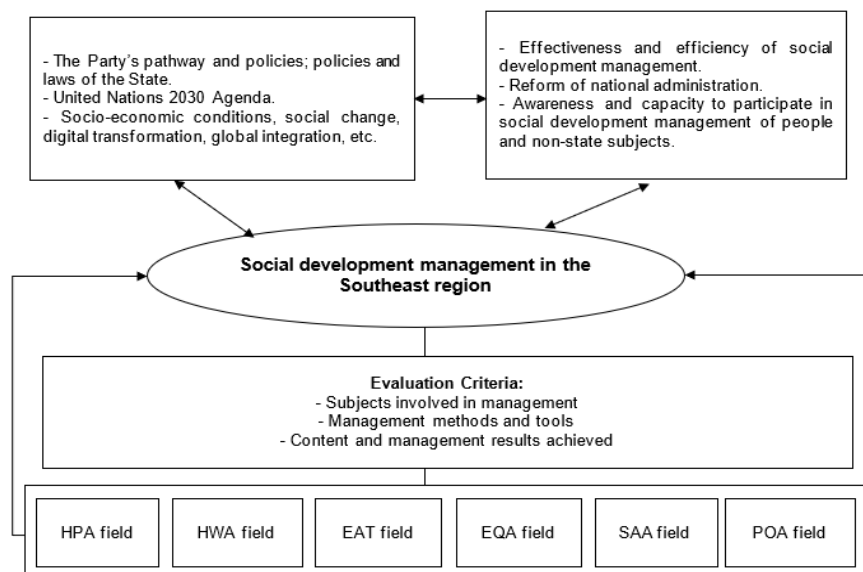 - The Party's pathway and policies; policies and
laws of the State.
- United Nations 2030 Agenda.
- Socio-economic conditions, social change,
digital transformation, global integration, etc.
- Effectiveness and efficiency of social
development management.
- Reform of national administration.
- Awareness and capacity to participate in
social development management of people
and non-state subjects.
Social development management in the
Southeast region
Evaluation Criteria:
- Subjects involved in management
- Management methods and tools
- Content and management results achieved
HPA field
HWA field
EAT field
EQA field
SAA field
POA field